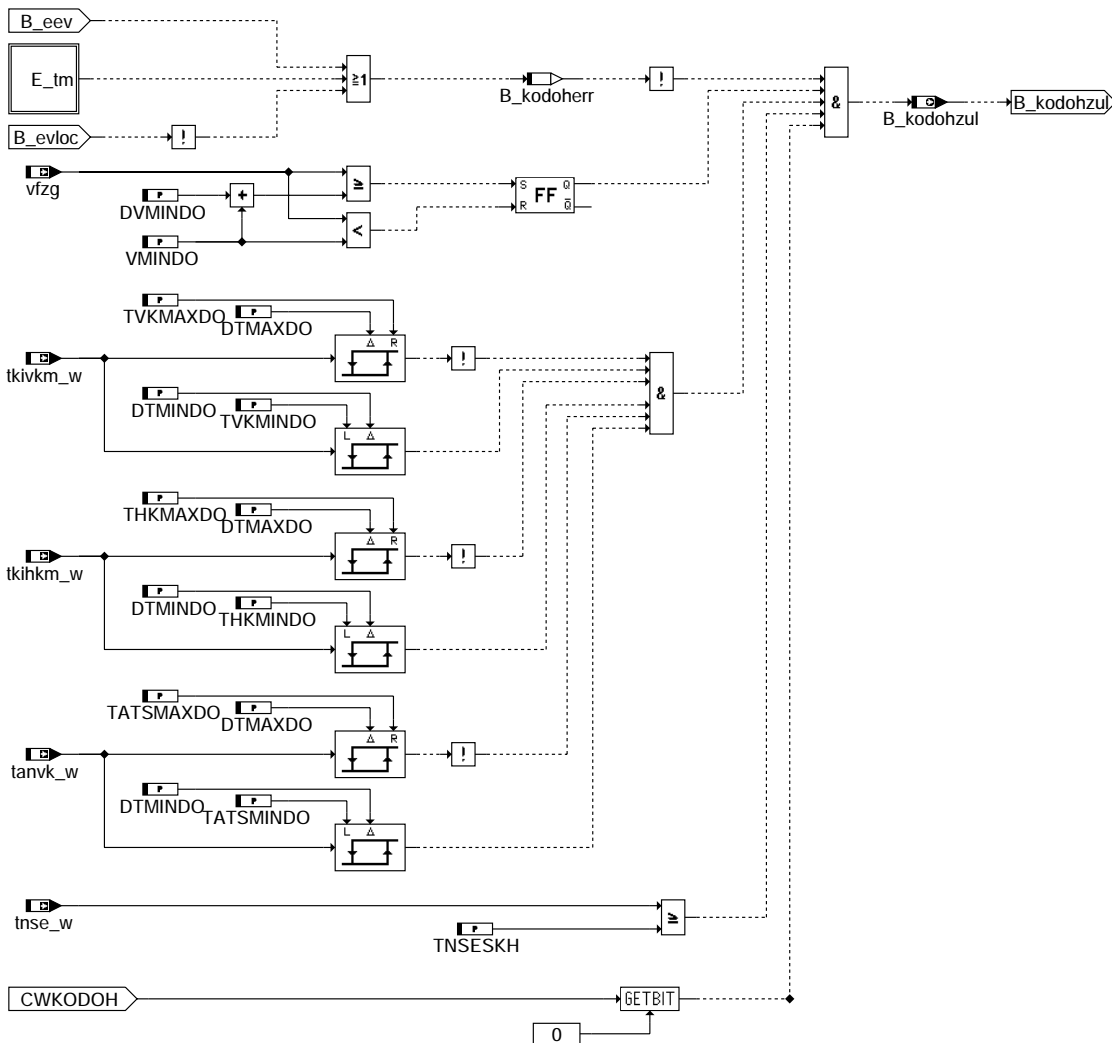 B_eev
E_tm
≥1
B_kodoherr
!
&
B_kodohzul
B_kodohzul
B_evloc
!
vfzg
P
DVMINDO
+
≥
S Q
FF
R Q̅
P
VMINDO
<
P
TVKMAXDO
P
DTMAXDO
Δ R
tkivkm_w
!
&
P
DTMINDO
P
TVKMINDO
L Δ
P
THKMAXDO
P
DTMAXDO
Δ R
tkihkm_w
!
P
DTMINDO
P
THKMINDO
L Δ
P
TATSMAXDO
P
DTMAXDO
Δ R
tanvk_w
!
P
DTMINDO
P
TATSMINDO
L Δ
tnse_w
≥
P
TNSESKH
CWKODOH
GETBIT
0